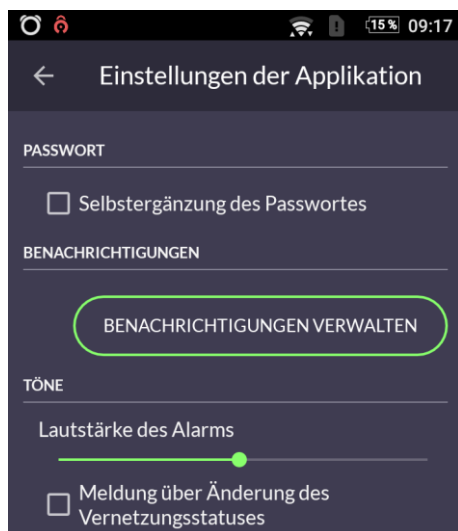 15% 09:17
Einstellungen der Applikation
PASSWORT
Selbstergänzung des Passwortes
BENACHRICHTIGUNGEN
BENACHRICHTIGUNGEN VERWALTEN
TÖNE
Lautstärke des Alarms
Meldung über Änderung des
Vernetzungsstatuses